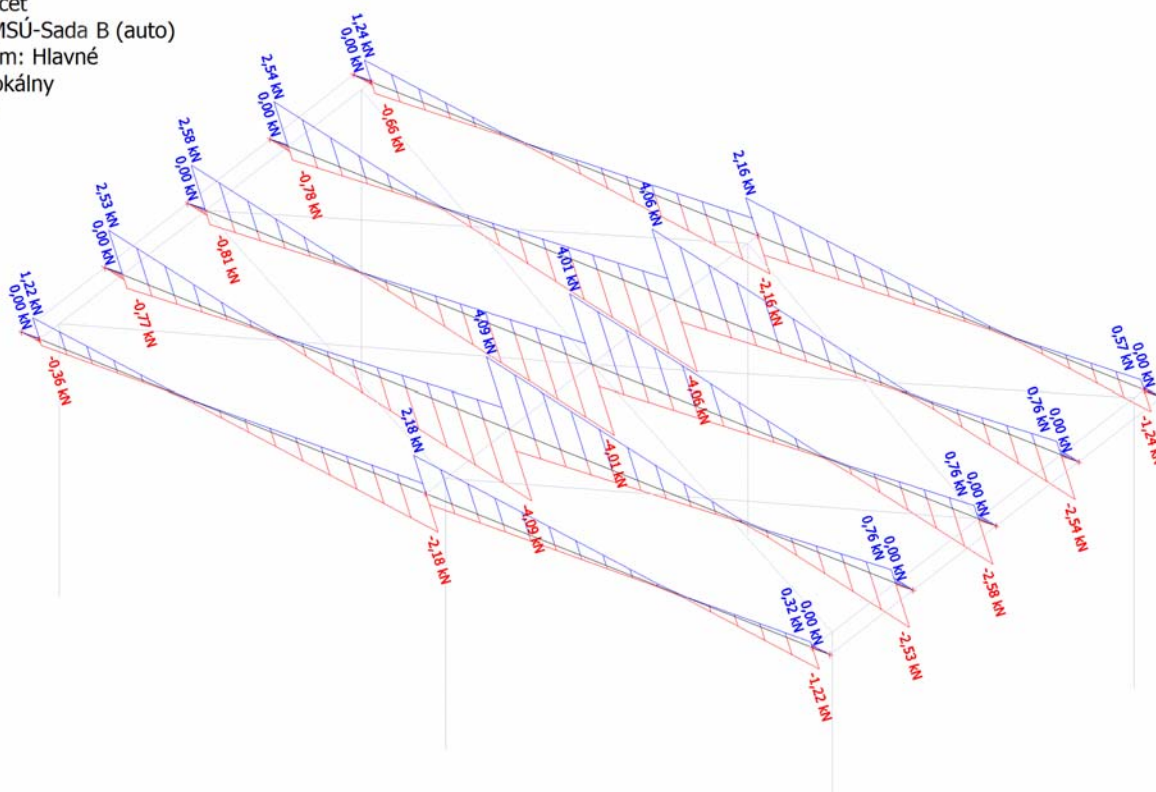 MSÚ-Sada B (auto)
Hlavné
1,24 kN
0,00 kN
-0,66 kN
2,54 kN
0,00 kN
-0,78 kN
2,58 kN
0,00 kN
-0,81 kN
2,53 kN
0,00 kN
-0,77 kN
1,22 kN
0,00 kN
-0,36 kN
2,16 kN
-2,16 kN
4,06 kN
-4,06 kN
4,01 kN
-4,01 kN
4,09 kN
-4,09 kN
2,18 kN
-2,18 kN
0,57 kN
0,00 kN
-1,24 kN
0,76 kN
0,00 kN
-2,54 kN
0,76 kN
0,00 kN
-2,58 kN
0,76 kN
0,00 kN
-2,53 kN
0,32 kN
0,00 kN
-1,22 kN